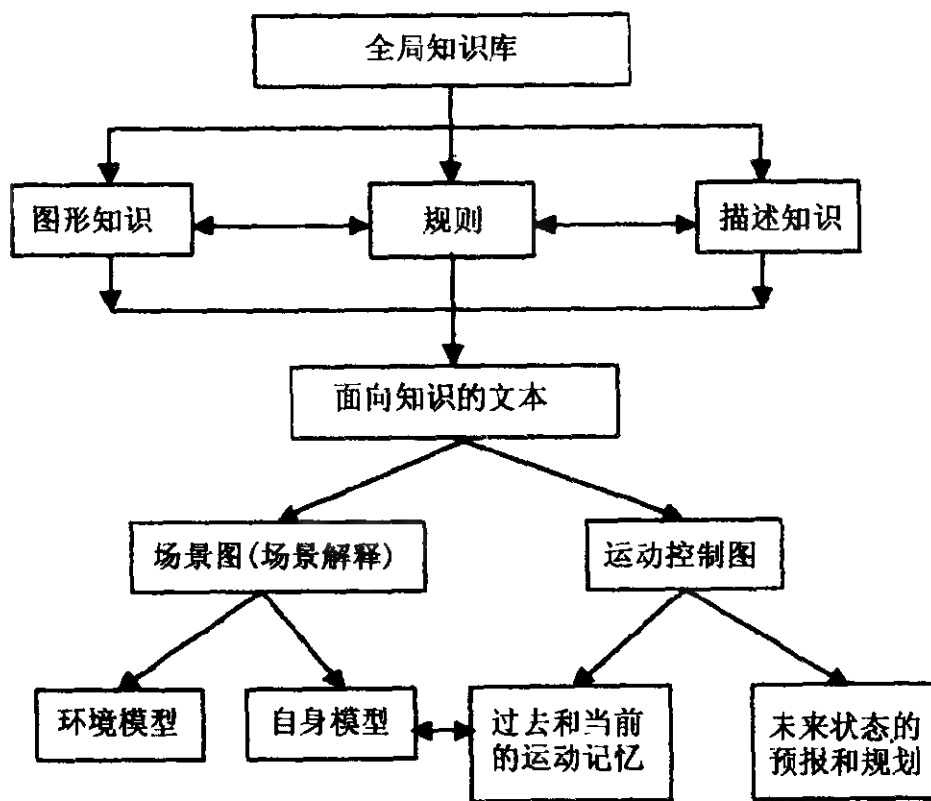 全局知识库
图形知识
规则
描述知识
面向知识的文本
场景图(场景解释)
运动控制图
环境模型
自身模型
过去和当前
的运动记忆
未来状态的
预报和规划